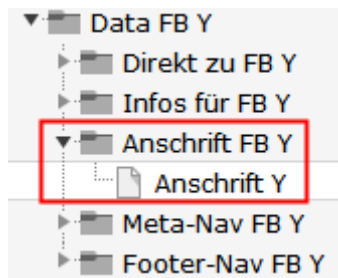 Data FB Y
Direkt zu FB Y
Infos für FB Y
Anschrift FB Y
Anschrift Y
Meta-Nav FB Y
Footer-Nav FB Y